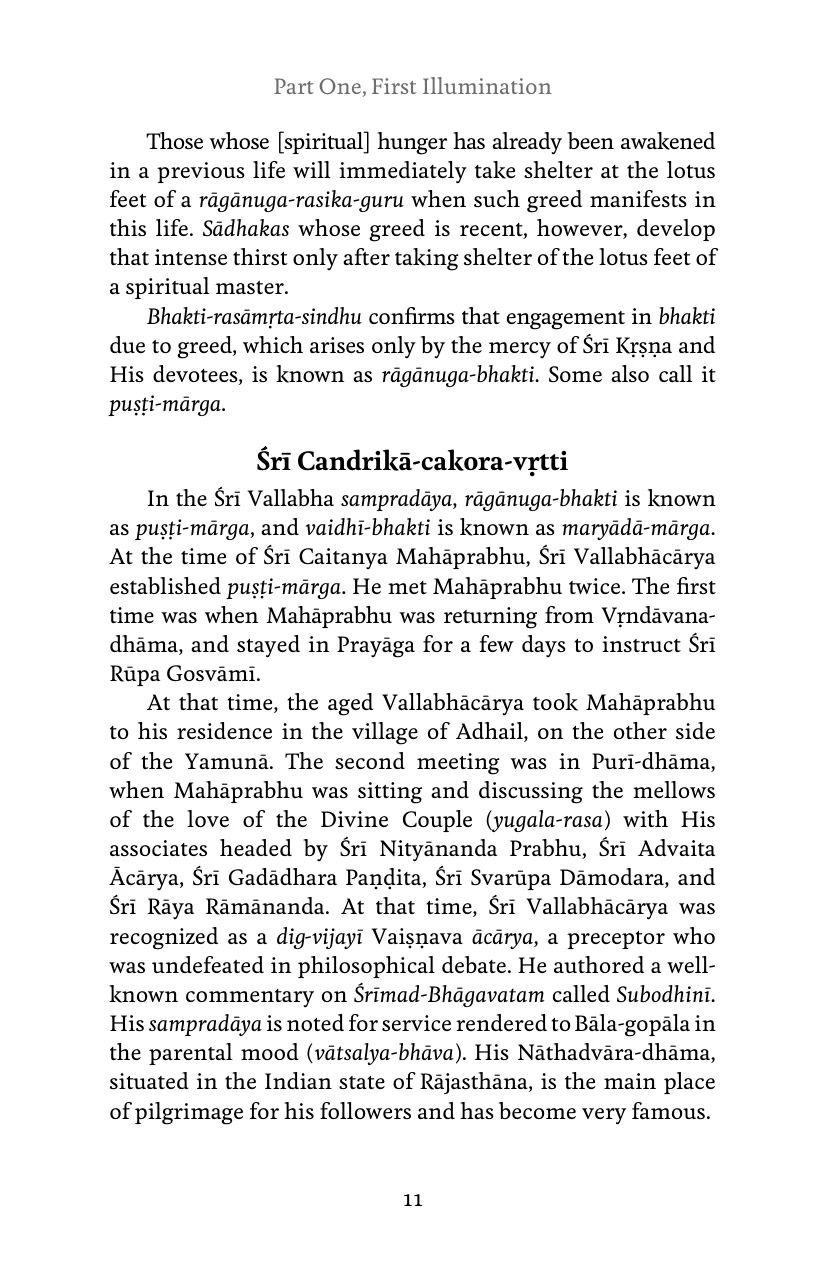 Part One, First Illumination
Those whose [spiritual] hunger has already been awakened
in a previous life will immediately take shelter at the lotus
feet of a rāgānuga-rasika-guru when such greed manifests in
this life. Sādhakas whose greed is recent, however, develop
that intense thirst only after taking shelter of the lotus feet of
a spiritual master.
Bhakti-rasāmṛta-sindhu confirms that engagement in bhakti
due to greed, which arises only by the mercy of Śrī Kṛṣṇa and
His devotees, is known as rāgānuga-bhakti. Some also call it
puṣṭi-mārga.
Śrī Candrikā-cakora-vṛtti
In the Śrī Vallabha sampradāya, rāgānuga-bhakti is known
as puṣṭi-mārga, and vaidhī-bhakti is known as maryādā-mārga.
At the time of Śrī Caitanya Mahāprabhu, Śrī Vallabhācārya
established puṣṭi-mārga. He met Mahāprabhu twice. The first
time was when Mahāprabhu was returning from Vṛndāvana-
dhāma, and stayed in Prayāga for a few days to instruct Śrī
Rūpa Gosvāmī.
At that time, the aged Vallabhācārya took Mahāprabhu
to his residence in the village of Adhail, on the other side
of the Yamunā. The second meeting was in Purī-dhāma,
when Mahāprabhu was sitting and discussing the mellows
of the love of the Divine Couple (yugala-rasa) with His
associates headed by Śrī Nityānanda Prabhu, Śrī Advaita
Ācārya, Śrī Gadādhara Paṇḍita, Śrī Svarūpa Dāmodara, and
Śrī Rāya Rāmānanda. At that time, Śrī Vallabhācārya was
recognized as a dig-vijayī Vaiṣṇava ācārya, a preceptor who
was undefeated in philosophical debate. He authored a well-
known commentary on Śrīmad-Bhāgavatam called Subodhinī.
His sampradāya is noted for service rendered to Bāla-gopāla in
the parental mood (vātsalya-bhāva). His Nāthadvāra-dhāma,
situated in the Indian state of Rājasthāna, is the main place
of pilgrimage for his followers and has become very famous.
11